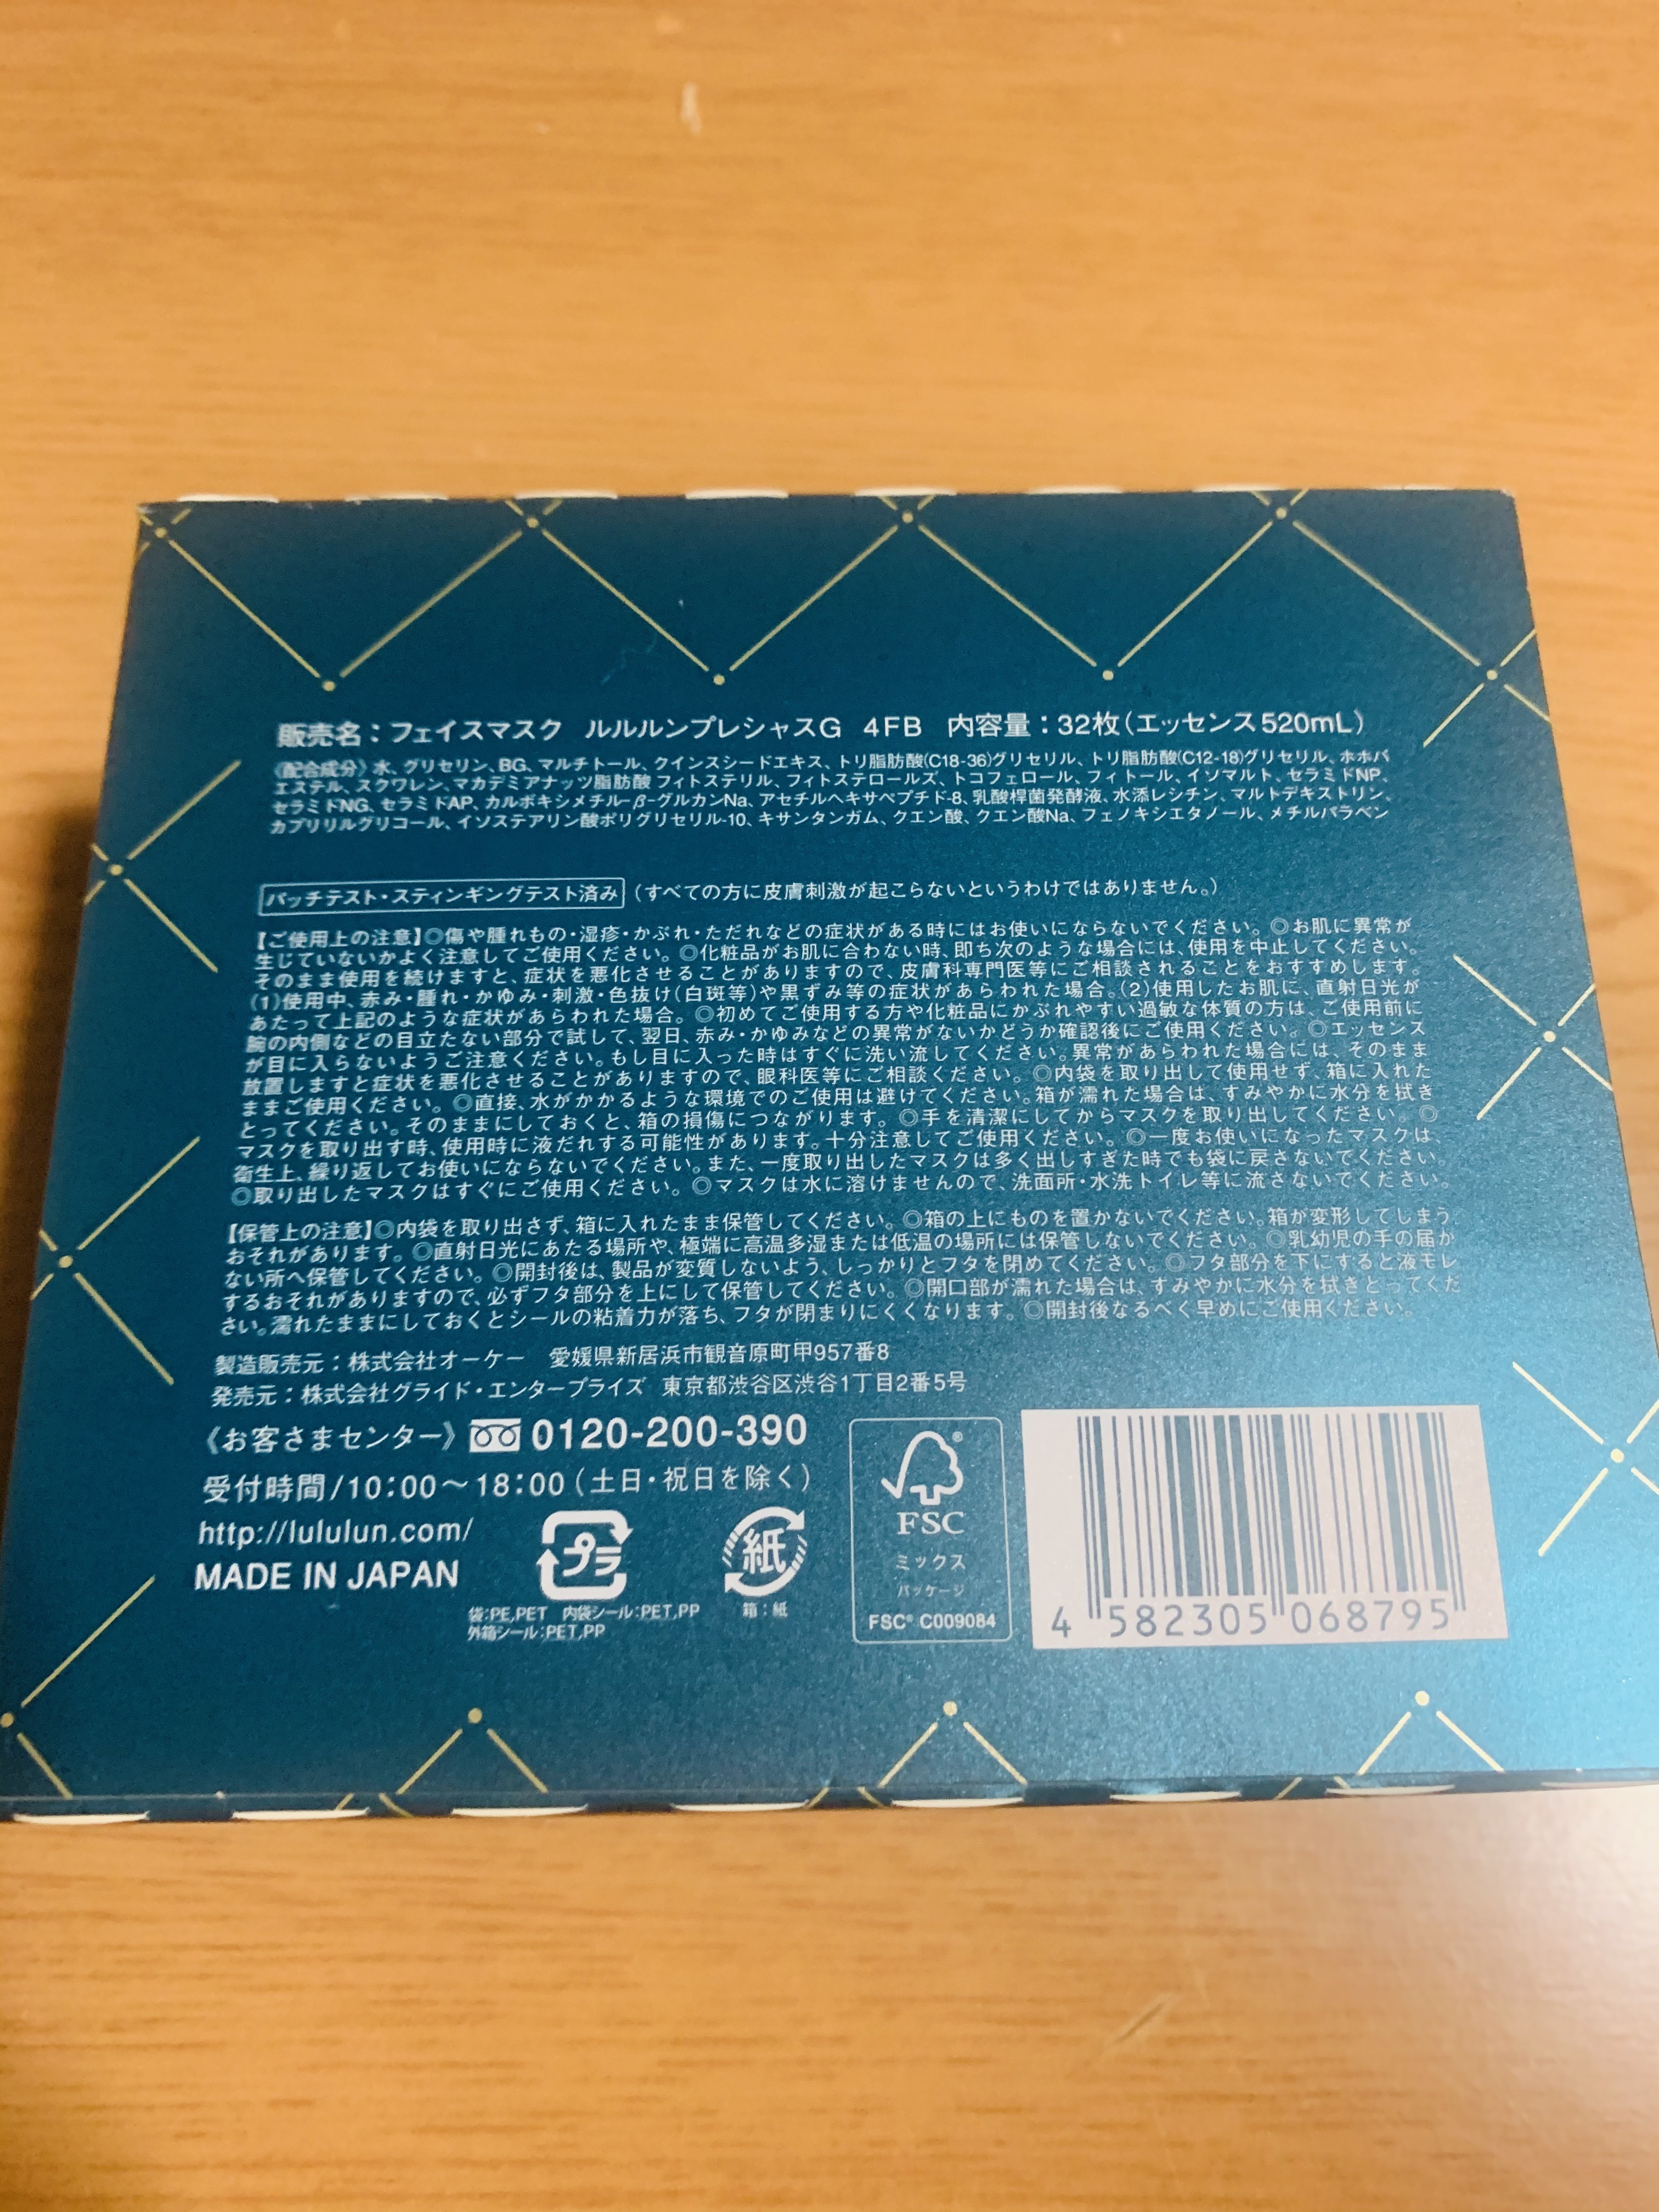 販売名：フェイスマスク ルルルンプレシャスG 4FB 内容量：32枚（エッセンス520mL）
《配合成分》水、グリセリン、BG、マルチトール、クインスシードエキス、トリ脂肪酸(C18-36)グリセリル、トリ脂肪酸(C12-18)グリセリル、ホホバ
エステル、スクワレン、マカデミアナッツ脂肪酸フィトステリル、フィトステロールズ、トコフェロール、フィトール、イソマルト、セラミドNP、
セラミドNG、セラミドAP、カルボキシメチル-β-グルカンNa、アセチルヘキサペプチド-8、乳酸桿菌発酵液、水添レシチン、マルトデキストリン、
カプリリルグリコール、イソステアリン酸ポリグリセリル-10、キサンタンガム、クエン酸、クエン酸Na、フェノキシエタノール、メチルパラベン
パッチテスト・スティンギングテスト済み（すべての方に皮膚刺激が起こらないというわけではありません。）
【ご使用上の注意】◎傷や腫れもの・湿疹・かぶれ・ただれなどの症状がある時にはお使いにならないでください。◎お肌に異常が
生じていないかよく注意してご使用ください。◎化粧品がお肌に合わない時、即ち次のような場合には、使用を中止してください。
そのまま使用を続けますと、症状を悪化させることがありますので、皮膚科専門医等にご相談されることをおすすめします。
(1)使用中、赤み・腫れ・かゆみ・刺激・色抜け(白斑等)や黒ずみ等の症状があらわれた場合。(2)使用したお肌に、直射日光が
あたって上記のような症状があらわれた場合。◎初めてご使用する方や化粧品にかぶれやすい過敏な体質の方は、ご使用前に
腕の内側などの目立たない部分で試して、翌日、赤み・かゆみなどの異常がないかどうか確認後にご使用ください。◎エッセンス
が目に入らないようご注意ください。もし目に入った時はすぐに洗い流してください。異常があらわれた場合には、そのまま
放置しますと症状を悪化させることがありますので、眼科医等にご相談ください。◎内袋を取り出して使用せず、箱に入れた
ままご使用ください。◎直接、水がかかるような環境でのご使用は避けてください。箱が濡れた場合は、すみやかに水分を拭き
とってください。そのままにしておくと、箱の損傷につながります。◎手を清潔にしてからマスクを取り出してください。◎
マスクを取り出す時、使用時に液だれする可能性があります。十分注意してご使用ください。◎一度お使いになったマスクは、
衛生上、繰り返してお使いにならないでください。また、一度取り出したマスクは多く出しすぎた時でも袋に戻さないでください。
◎取り出したマスクはすぐにご使用ください。◎マスクは水に溶けませんので、洗面所・水洗トイレ等に流さないでください。
【保管上の注意】◎内袋を取り出さず、箱に入れたまま保管してください。◎箱の上にものを置かないでください。箱が変形してしまう
おそれがあります。◎直射日光にあたる場所や、極端に高温多湿または低温の場所には保管しないでください。◎乳幼児の手の届か
ない所へ保管してください。◎開封後は、製品が変質しないよう、しっかりとフタを閉めてください。◎フタ部分を下にすると液モレ
するおそれがありますので、必ずフタ部分を上にして保管してください。◎開口部が濡れた場合は、すみやかに水分を拭きとってくだ
さい。濡れたままにしておくとシールの粘着力が落ち、フタが閉まりにくくなります。◎開封後なるべく早めにご使用ください。
製造販売元：株式会社オーケー 愛媛県新居浜市観音原町甲957番8
発売元：株式会社グライド・エンタープライズ 東京都渋谷区渋谷1丁目2番5号
《お客さまセンター》0120-200-390
受付時間/10：00～18：00（土日・祝日を除く）
http://lululun.com/
MADE IN JAPAN
プラ
袋:PE,PET 内袋シール:PET,PP
外箱シール:PET,PP
紙
箱：紙
FSC®
ミックス
パッケージ
FSC® C009084
4 582305 068795